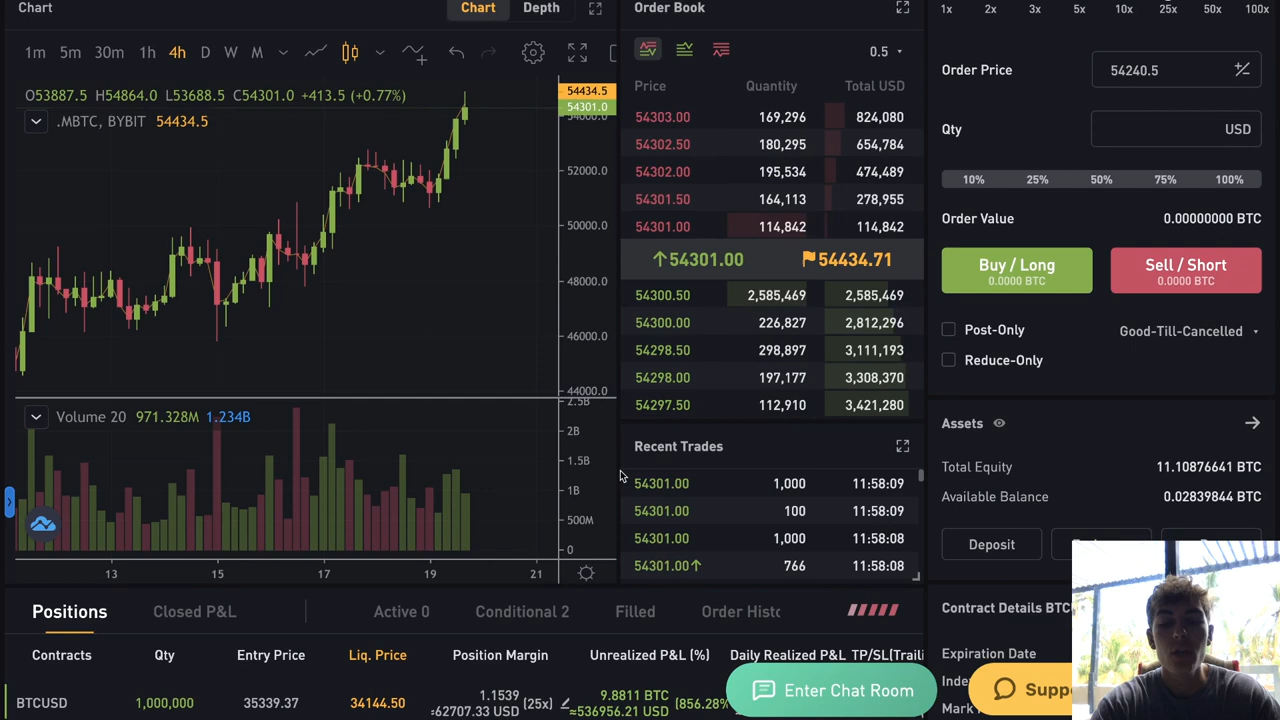 Chart
Chart Depth
1m 5m 30m 1h 4h D W M
O53887.5 H54864.0 L53688.5 C54301.0 +413.5 (+0.77%)
.MBTC, BYBIT 54434.5
54434.5
54301.0
54000.0
52000.0
50000.0
48000.0
46000.0
44000.0
Volume 20 971.328M 1.234B
2.5B
2B
1.5B
1B
500M
0
13 15 17 19 21
Order Book
0.5
Price Quantity Total USD
54303.00 169,296 824,080
54302.50 180,295 654,784
54302.00 195,534 474,489
54301.50 164,113 278,955
54301.00 114,842 114,842
↑54301.00 54434.71
54300.50 2,585,469 2,585,469
54300.00 226,827 2,812,296
54298.50 298,897 3,111,193
54298.00 197,177 3,308,370
54297.50 112,910 3,421,280
Recent Trades
54301.00 1,000 11:58:09
54301.00 100 11:58:09
54301.00 1,000 11:58:08
54301.00↑ 766 11:58:08
1x 2x 3x 5x 10x 25x 50x 100x
Order Price 54240.5
Qty USD
10% 25% 50% 75% 100%
Order Value 0.00000000 BTC
Buy / Long
0.0000 BTC
Sell / Short
0.0000 BTC
Post-Only Good-Till-Cancelled
Reduce-Only
Assets
Total Equity 11.10876641 BTC
Available Balance 0.02839844 BTC
Deposit
Contract Details BTC
Expiration Date
Inde
Mark
Positions Closed P&L Active 0 Conditional 2 Filled Order Histo
Contracts Qty Entry Price Liq. Price Position Margin Unrealized P&L (%) Daily Realized P&L TP/SL(Traili
BTCUSD 1,000,000 35339.37 34144.50 1.1539 (25x) 9.8811 BTC (856.28%
≈62707.33 USD ≈536956.21 USD
Enter Chat Room
Supp